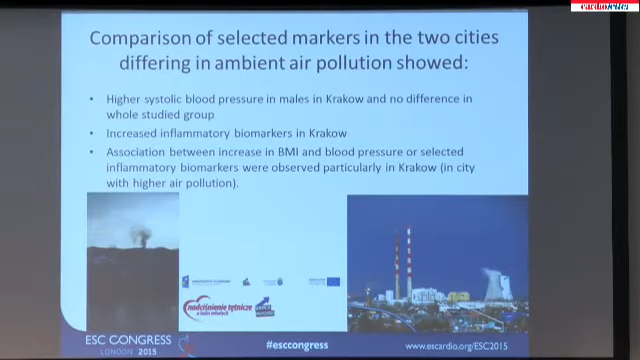 cardioletter
Comparison of selected markers in the two cities
differing in ambient air pollution showed:
• Higher systolic blood pressure in males in Krakow and no difference in
whole studied group
• Increased inflammatory biomarkers in Krakow
• Association between increase in BMI and blood pressure or selected
inflammatory biomarkers were observed particularly in Krakow (in city
with higher air pollution).
nadciśnienie tętnicze
ESC CONGRESS
LONDON 2015
#esccongress
www.escardio.org/ESC2015